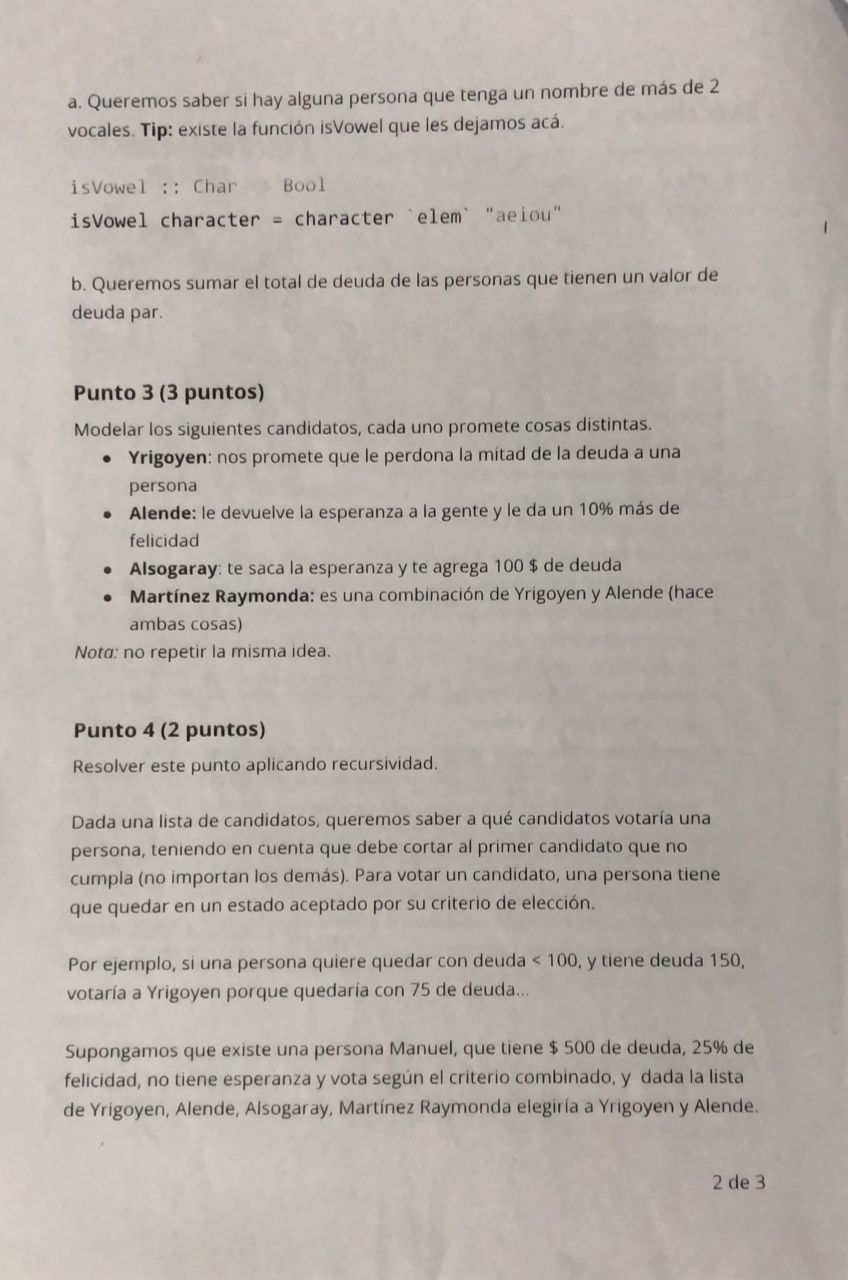 a. Queremos saber si hay alguna persona que tenga un nombre de más de 2
vocales. Tip: existe la función isVowel que les dejamos acá.
isVowel :: Char    Bool
isVowel character = character `elem` "aeiou"
b. Queremos sumar el total de deuda de las personas que tienen un valor de
deuda par.
Punto 3 (3 puntos)
Modelar los siguientes candidatos, cada uno promete cosas distintas.
• Yrigoyen: nos promete que le perdona la mitad de la deuda a una
persona
• Alende: le devuelve la esperanza a la gente y le da un 10% más de
felicidad
• Alsogaray: te saca la esperanza y te agrega 100 $ de deuda
• Martínez Raymonda: es una combinación de Yrigoyen y Alende (hace
ambas cosas)
Nota: no repetir la misma idea.
Punto 4 (2 puntos)
Resolver este punto aplicando recursividad.
Dada una lista de candidatos, queremos saber a qué candidatos votaría una
persona, teniendo en cuenta que debe cortar al primer candidato que no
cumpla (no importan los demás). Para votar un candidato, una persona tiene
que quedar en un estado aceptado por su criterio de elección.
Por ejemplo, si una persona quiere quedar con deuda < 100, y tiene deuda 150,
votaría a Yrigoyen porque quedaría con 75 de deuda...
Supongamos que existe una persona Manuel, que tiene $ 500 de deuda, 25% de
felicidad, no tiene esperanza y vota según el criterio combinado, y  dada la lista
de Yrigoyen, Alende, Alsogaray, Martínez Raymonda elegiría a Yrigoyen y Alende.
2 de 3